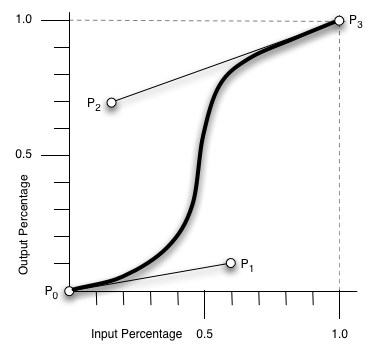 1.0
P3
P2
0.5
Output Percentage
P1
P0
Input Percentage 0.5 1.0